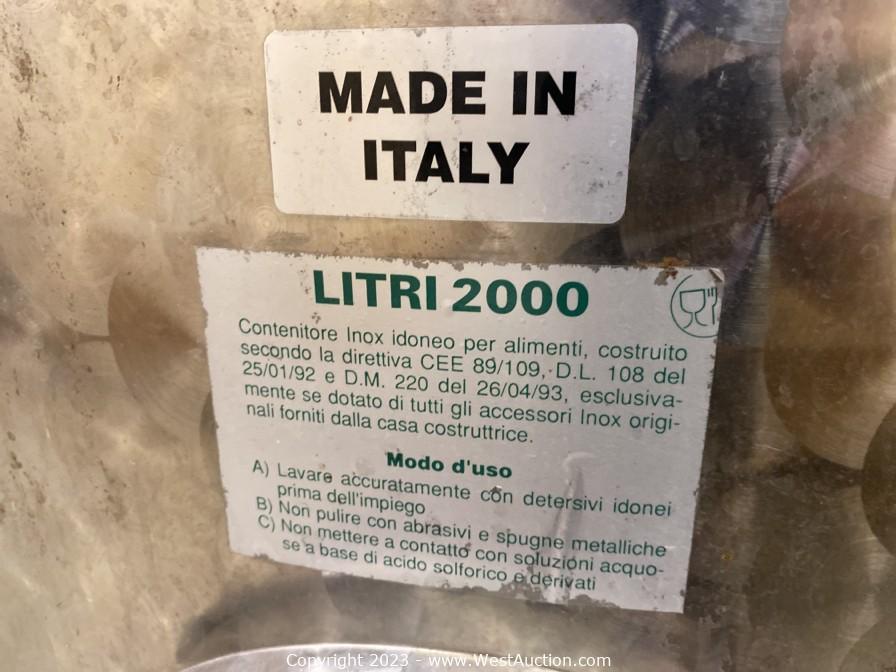 MADE IN
ITALY
LITRI 2000
Contenitore Inox idoneo per alimenti, costruito
secondo la direttiva CEE 89/109, D.L. 108 del
25/01/92 e D.M. 220 del 26/04/93, esclusiva-
mente se dotato di tutti gli accessori Inox origi-
nali forniti dalla casa costruttrice.
Modo d'uso
A) Lavare accuratamente con detersivi idonei
prima dell'impiego
B) Non pulire con abrasivi e spugne metalliche
C) Non mettere a contatto con soluzioni acquo-
se a base di acido solforico e derivati
Copyright 2023 - www.WestAuction.com